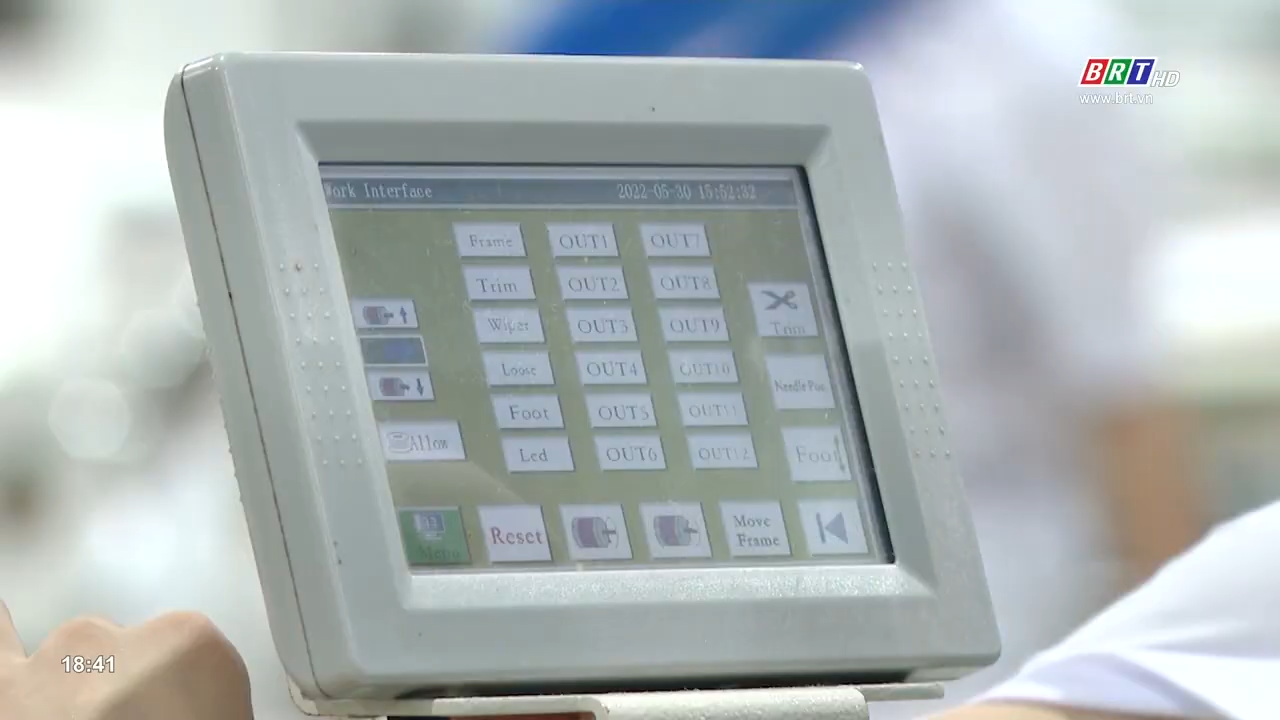 BRT HD
www.brt.vn
Work Interface 2022-05-30 15:52:32
Frame OUT1 OUT7
Trim OUT2 OUT8
Wiper OUT3 OUT9
Loose OUT4 OUT10
Foot OUT5 OUT11
Led OUT6 OUT12
Trim
Needle Pos
Foot
Allow
Menu
Reset
Move
Frame
18:41